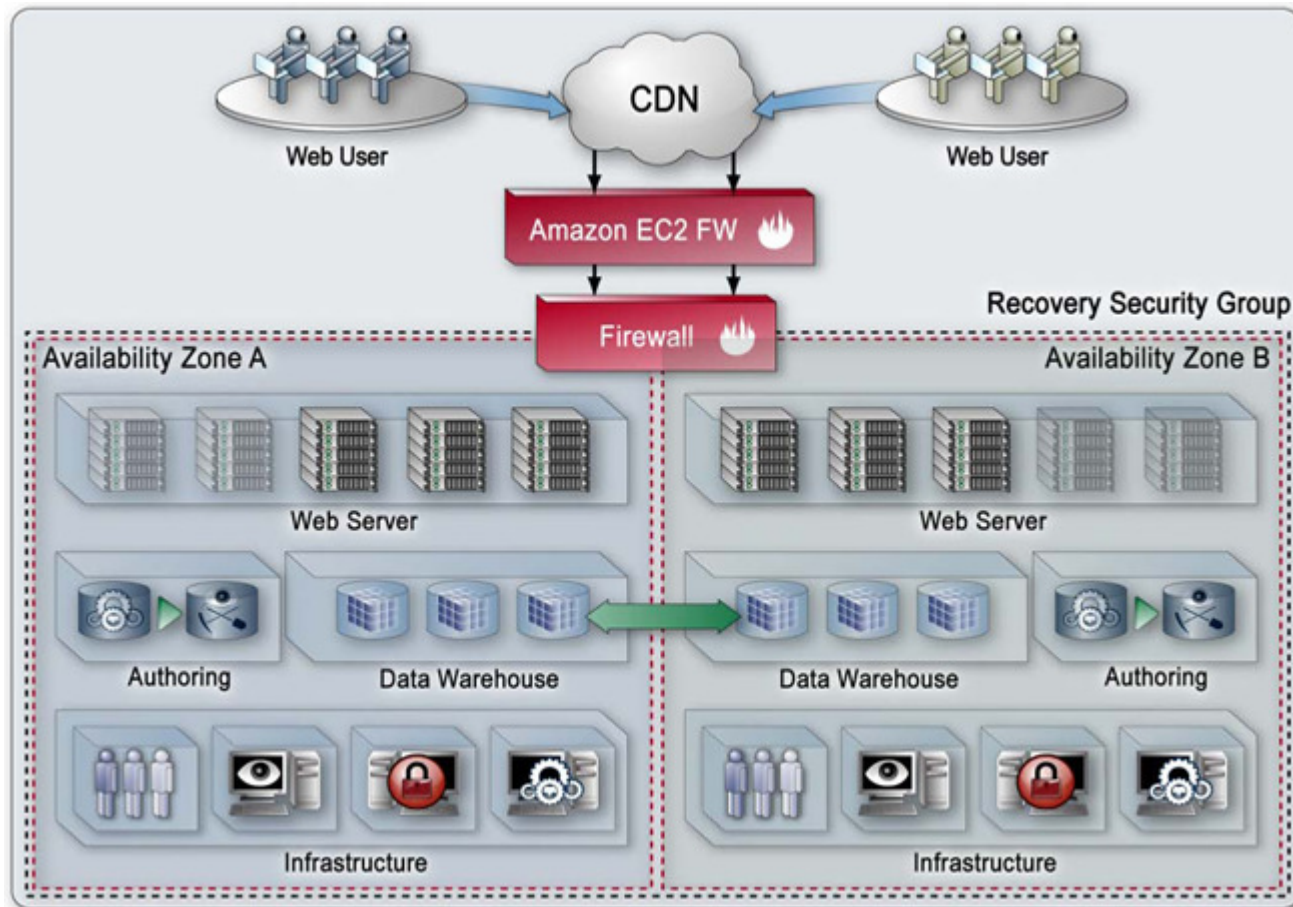 CDN
Web User
Web User
Amazon EC2 FW
Firewall
Recovery Security Group
Availability Zone A
Availability Zone B
Web Server
Web Server
Authoring
Data Warehouse
Data Warehouse
Authoring
Infrastructure
Infrastructure